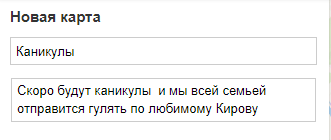 Новая карта
Каникулы
Скоро будут каникулы  и мы всей семьей
отправится гулять по любимому Кирову